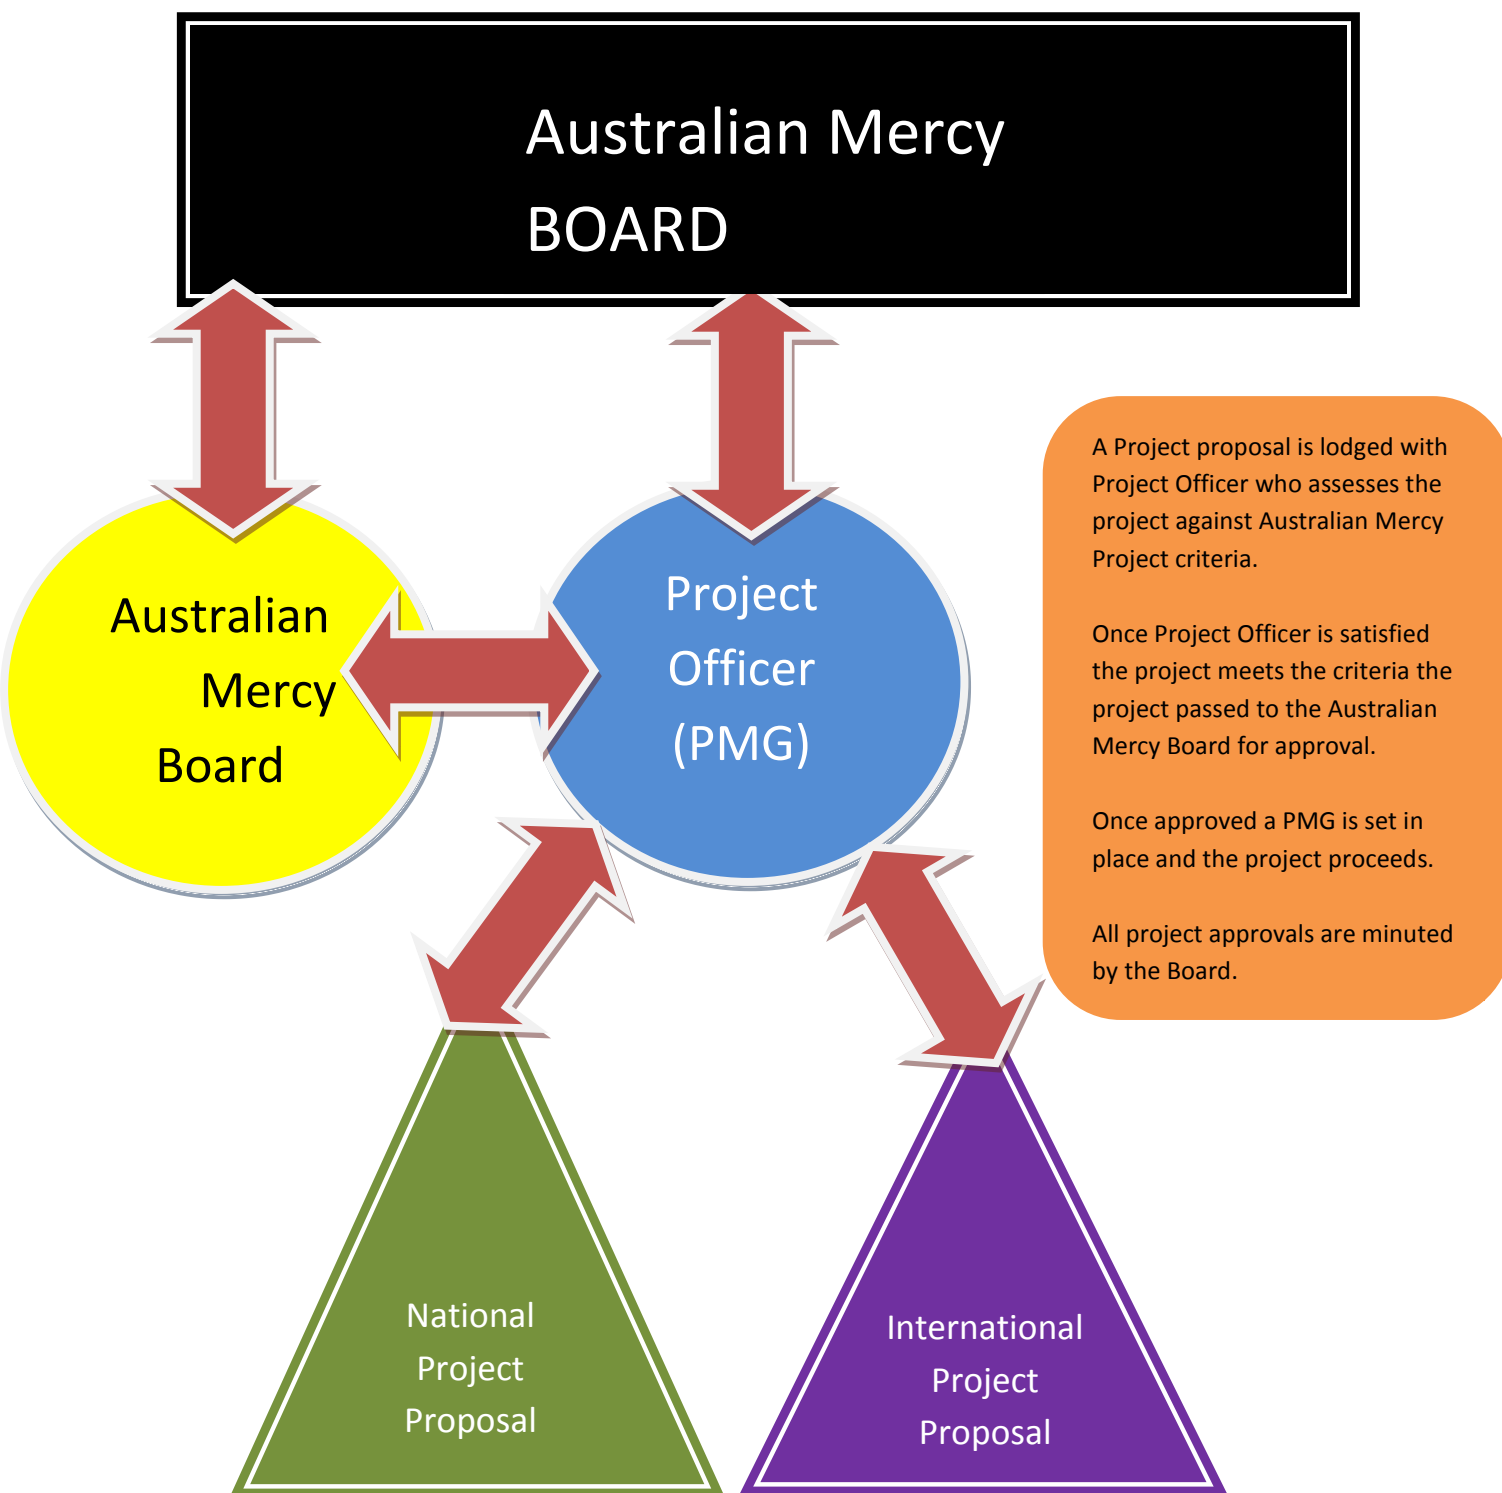 Australian Mercy
BOARD
Australian
Mercy
Board
Project
Officer
(PMG)
A Project proposal is lodged with
Project Officer who assesses the
project against Australian Mercy
Project criteria.
Once Project Officer is satisfied
the project meets the criteria the
project passed to the Australian
Mercy Board for approval.
Once approved a PMG is set in
place and the project proceeds.
All project approvals are minuted
by the Board.
National
Project
Proposal
International
Project
Proposal